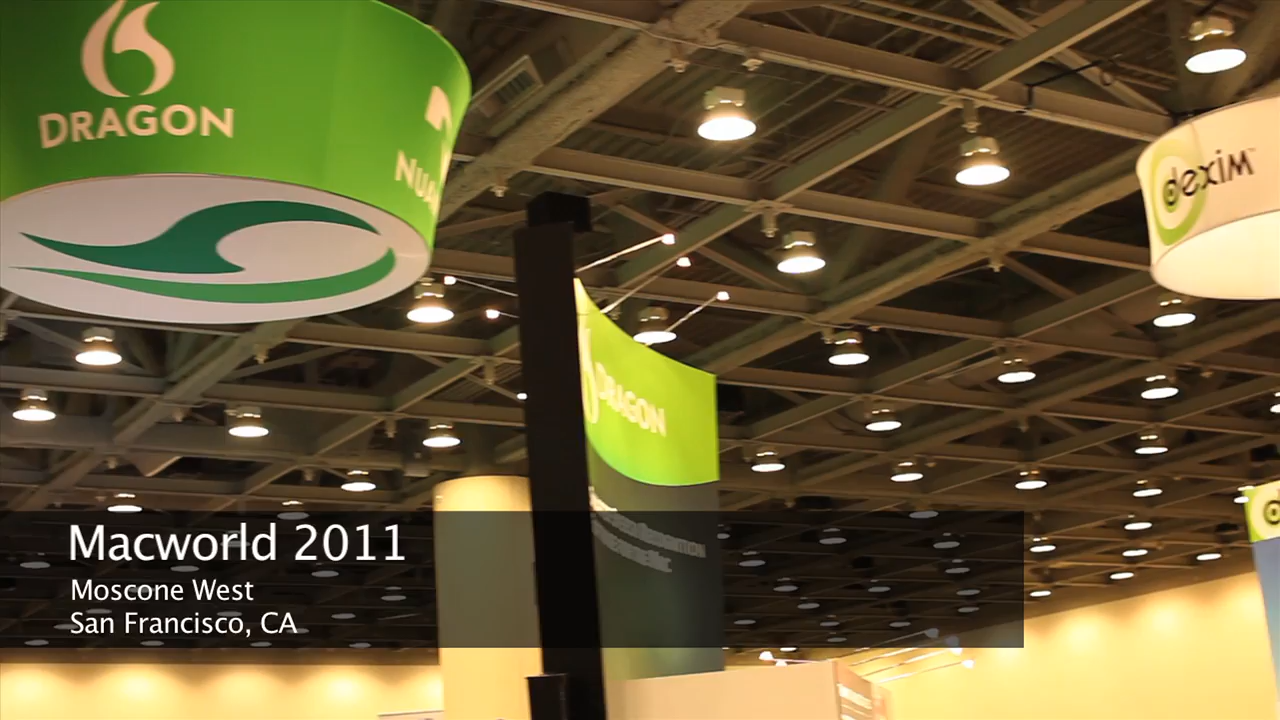 DRAGON
dexim
DRAGON
Macworld 2011
Moscone West
San Francisco, CA